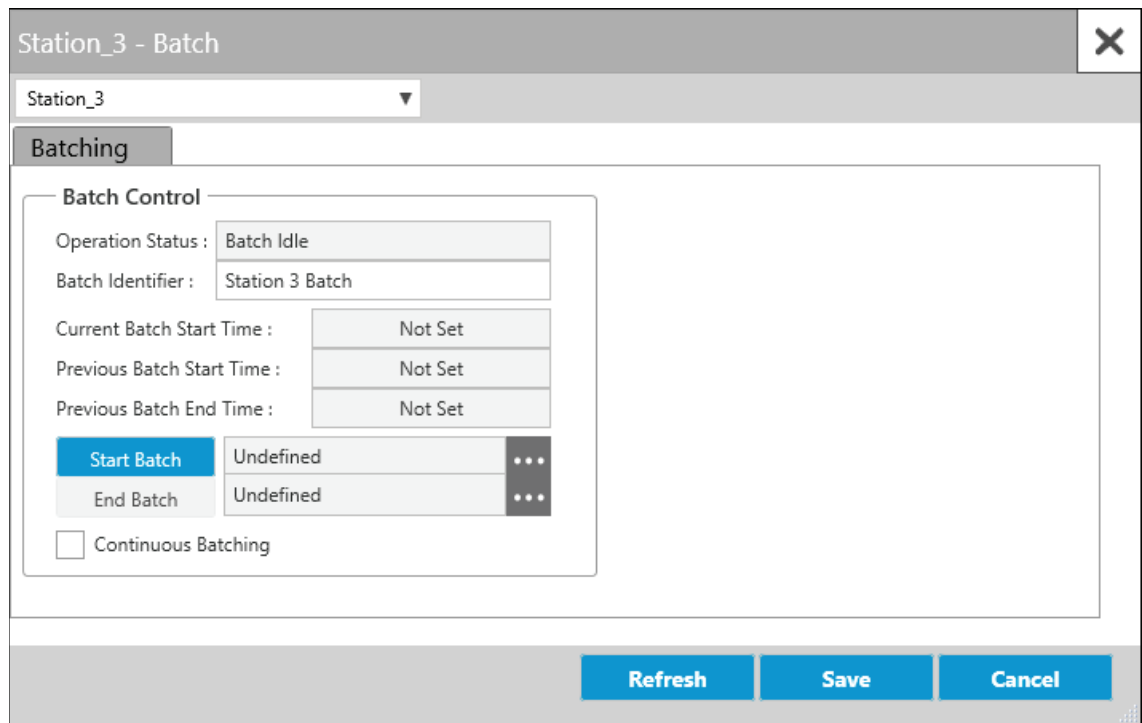 Station_3 - Batch
Station_3
Batching
Batch Control
Operation Status : Batch Idle
Batch Identifier : Station 3 Batch
Current Batch Start Time : Not Set
Previous Batch Start Time : Not Set
Previous Batch End Time : Not Set
Start Batch Undefined
End Batch Undefined
Continuous Batching
Refresh Save Cancel